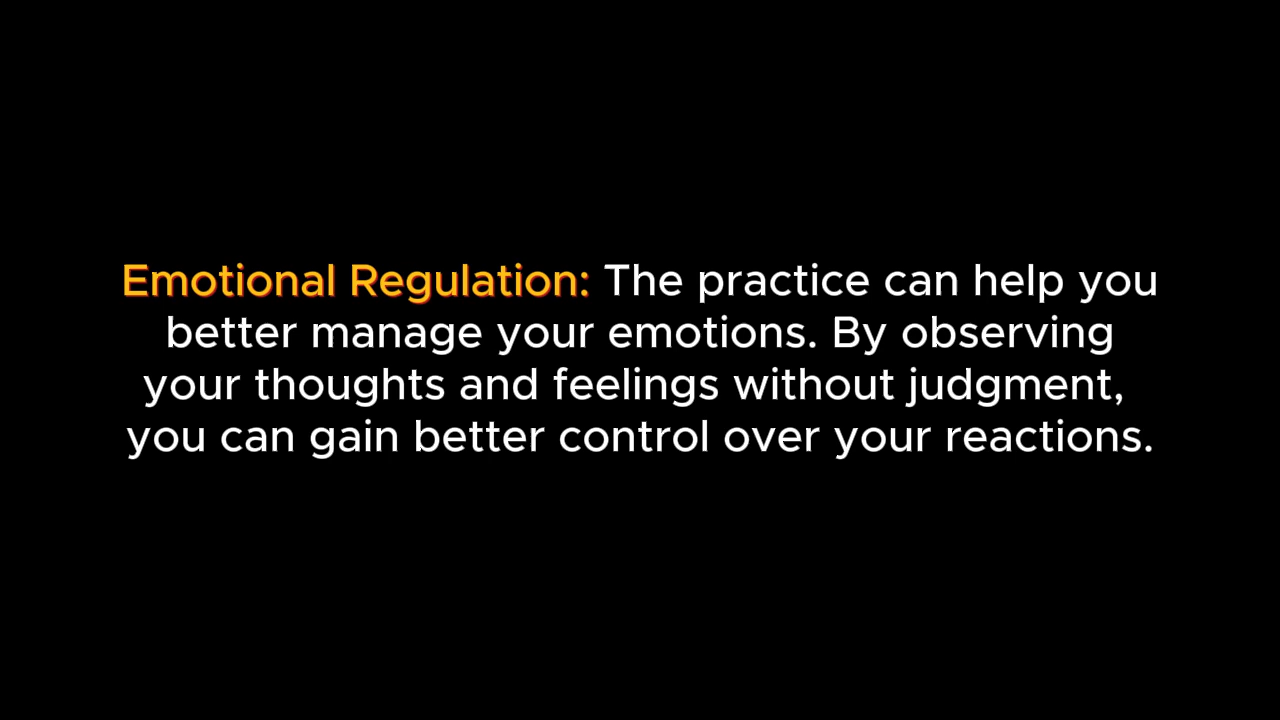 Emotional Regulation: The practice can help you
better manage your emotions. By observing
your thoughts and feelings without judgment,
you can gain better control over your reactions.